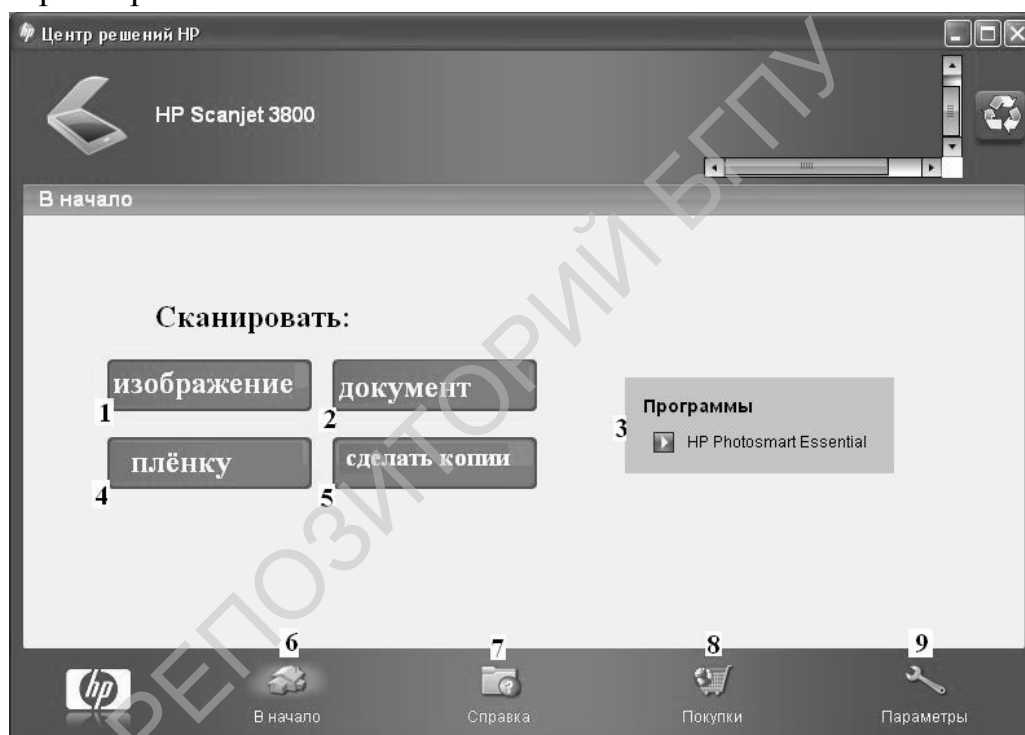 Центр решений HP
HP Scanjet 3800
В начало
Сканировать:
изображение
документ
1
2
Программы
3
HP Photosmart Essential
плёнку
сделать копии
4
5
6
7
8
9
hp
В начало
Справка
Покупки
Параметры
РЕПОЗИТОРИЙ БГПУ